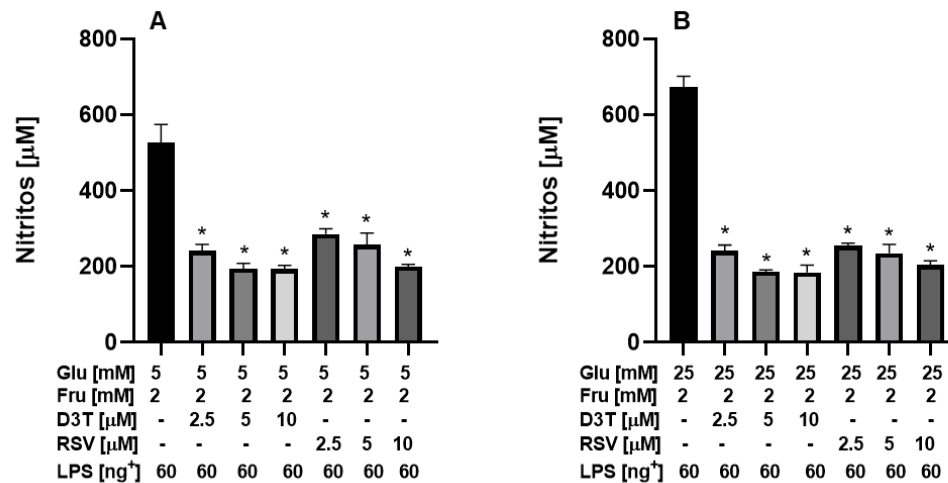 A
800
600
400
200
0
Nitritos [µM]
* * * * * *
Glu [mM] 5 5 5 5 5 5 5
Fru [mM] 2 2 2 2 2 2 2
D3T [µM] - 2.5 5 10 - - -
RSV [µM] - - - - 2.5 5 10
LPS [ng⁺] 60 60 60 60 60 60 60
B
800
600
400
200
0
Nitritos [µM]
* * * * * *
Glu [mM] 25 25 25 25 25 25 25
Fru [mM] 2 2 2 2 2 2 2
D3T [µM] - 2.5 5 10 - - -
RSV [µM] - - - - 2.5 5 10
LPS [ng⁺] 60 60 60 60 60 60 60